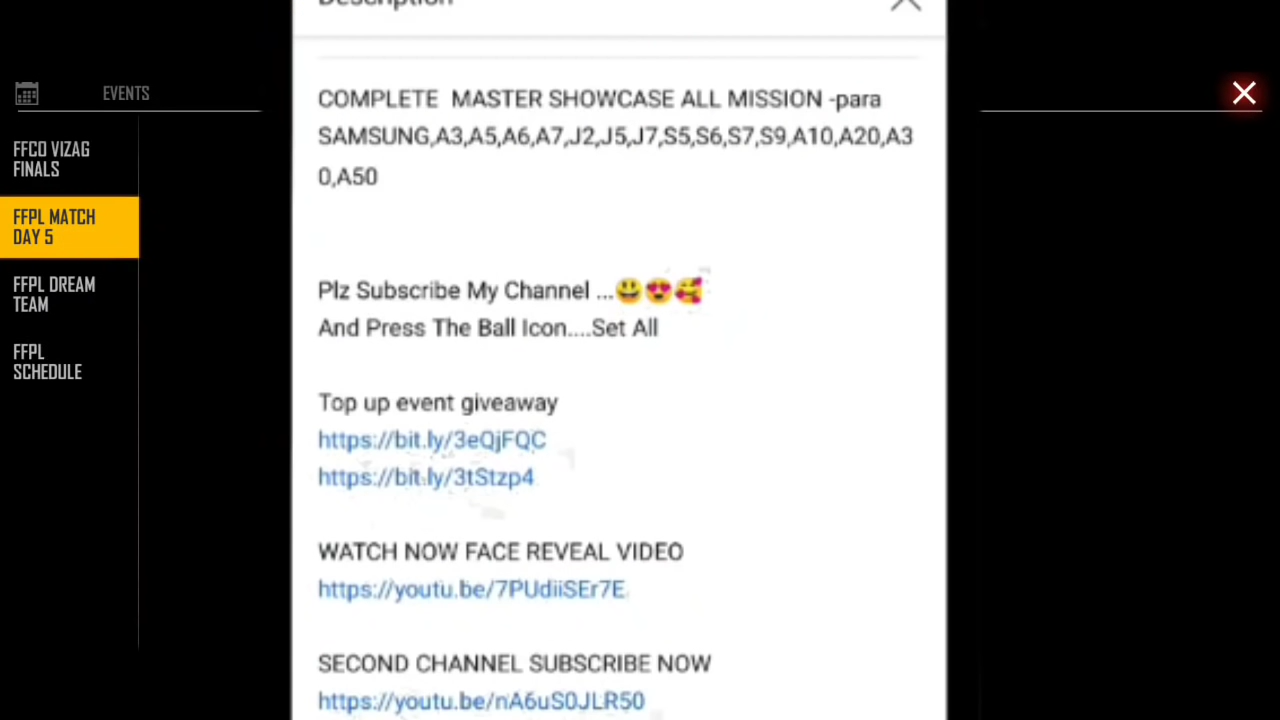 Description
EVENTS
FFCO VIZAG
FINALS
FFPL MATCH
DAY 5
FFPL DREAM
TEAM
FFPL
SCHEDULE
COMPLETE MASTER SHOWCASE ALL MISSION -para
SAMSUNG,A3,A5,A6,A7,J2,J5,J7,S5,S6,S7,S9,A10,A20,A3
0,A50
Plz Subscribe My Channel ...😃😍🥰
And Press The Ball Icon....Set All
Top up event giveaway
https://bit.ly/3eQjFQC
https://bit.ly/3tStzp4
WATCH NOW FACE REVEAL VIDEO
https://youtu.be/7PUdiiSEr7E
SECOND CHANNEL SUBSCRIBE NOW
https://youtu.be/nA6uS0JLR50